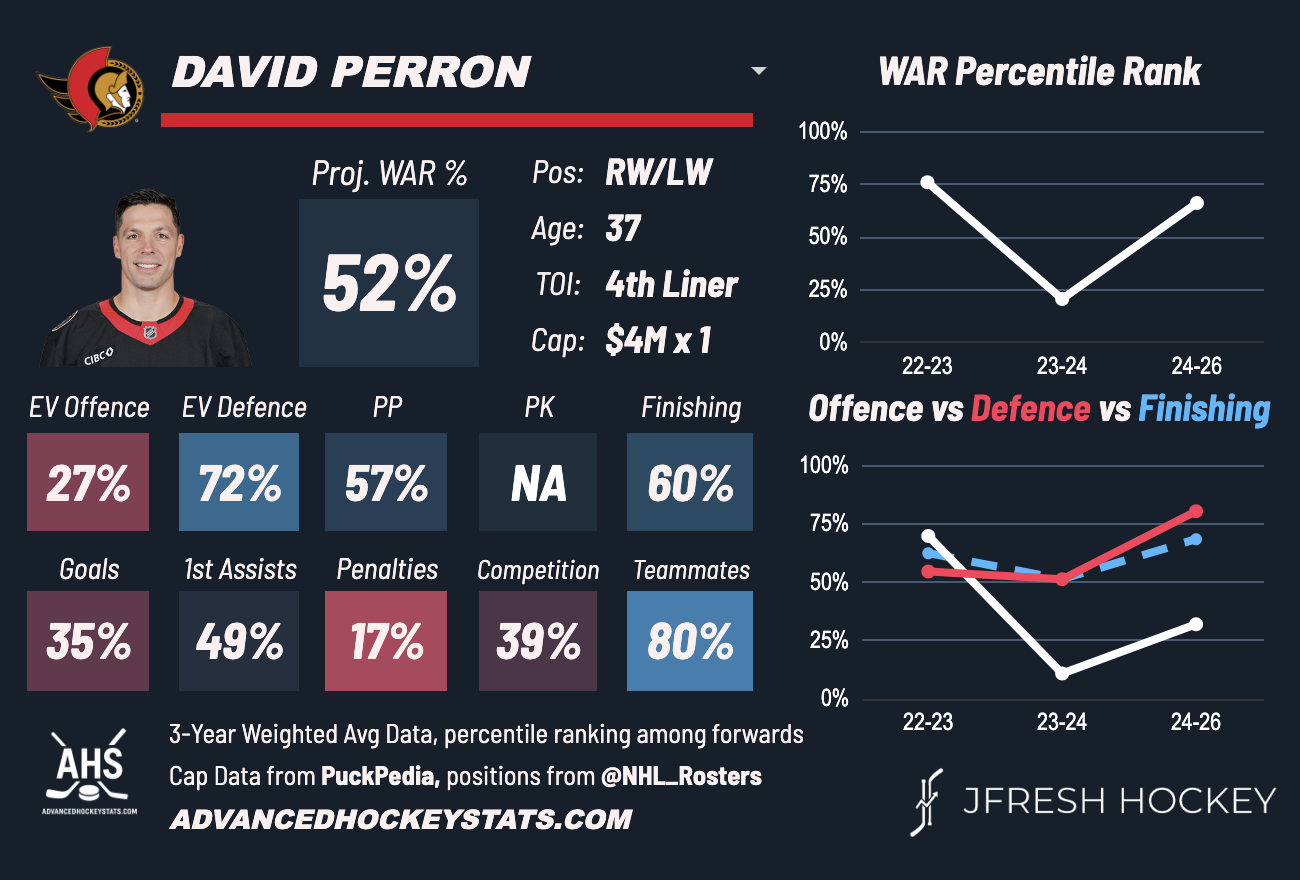 DAVID PERRON
Proj. WAR %
52%
Pos: RW/LW
Age: 37
TOI: 4th Liner
Cap: $4M x 1
CIBC
EV Offence EV Defence PP PK Finishing
27% 72% 57% NA 60%
Goals 1st Assists Penalties Competition Teammates
35% 49% 17% 39% 80%
WAR Percentile Rank
100%
75%
50%
25%
0%
22-23 23-24 24-26
Offence vs Defence vs Finishing
100%
75%
50%
25%
0%
22-23 23-24 24-26
AHS
ADVANCEDHOCKEYSTATS.COM
3-Year Weighted Avg Data, percentile ranking among forwards
Cap Data from PuckPedia, positions from @NHL_Rosters
ADVANCEDHOCKEYSTATS.COM
JFRESH HOCKEY